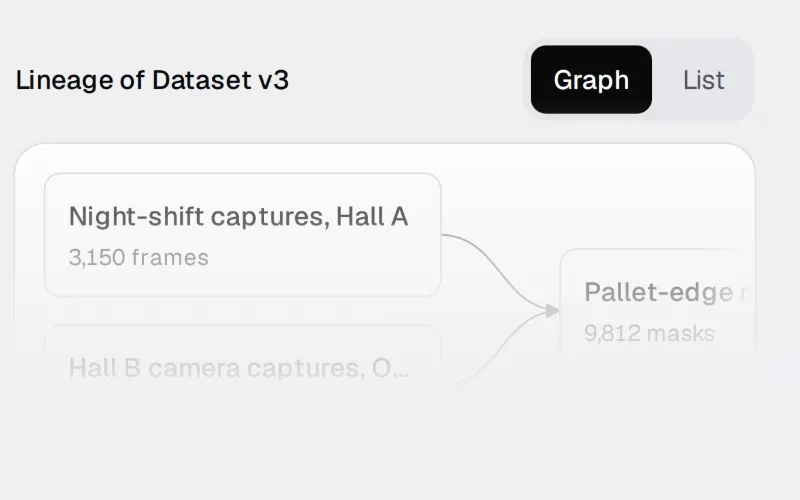 Lineage of Dataset v3
Graph
List
Night-shift captures, Hall A
3,150 frames
Pallet-edge
9,812 masks
Hall B camera captures, O…